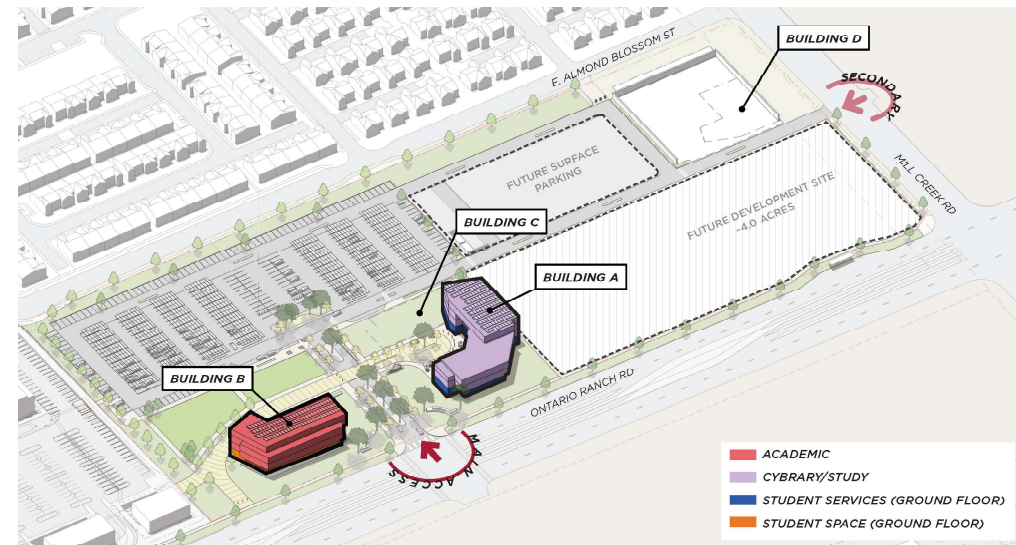 BUILDING D
E. ALMOND BLOSSOM ST
SECONDARY
MILL CREEK RD
FUTURE SURFACE
PARKING
FUTURE DEVELOPMENT SITE
~4.0 ACRES
BUILDING C
BUILDING A
BUILDING B
ONTARIO RANCH RD
MAIN ACCESS
ACADEMIC
CYBRARY/STUDY
STUDENT SERVICES (GROUND FLOOR)
STUDENT SPACE (GROUND FLOOR)